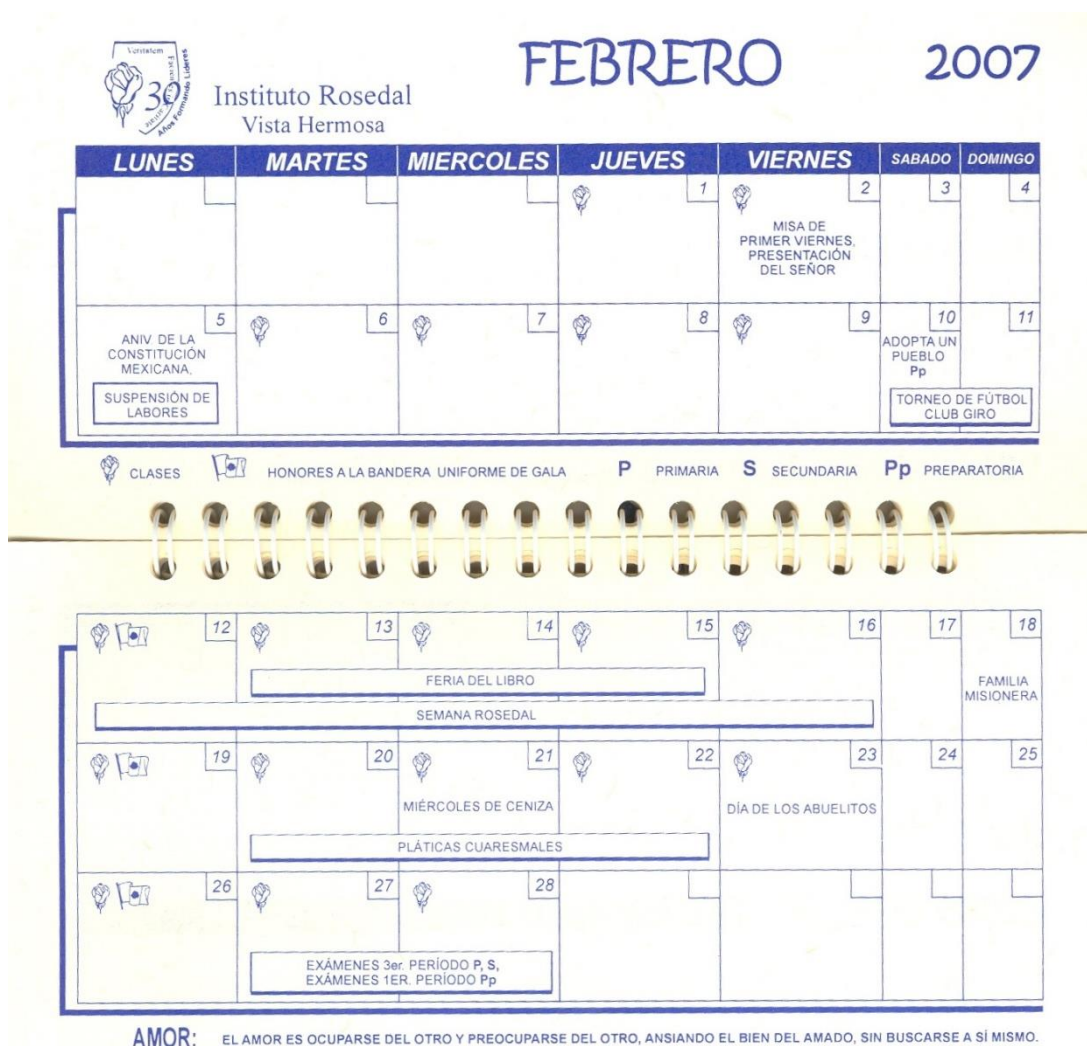 FEBRERO 2007
Veritatem
30
Años Formando Líderes
Instituto Rosedal
Vista Hermosa
LUNES MARTES MIERCOLES JUEVES VIERNES SABADO DOMINGO
1 2 3 4
MISA DE
PRIMER VIERNES,
PRESENTACIÓN
DEL SEÑOR
5 6 7 8 9 10 11
ANIV. DE LA
CONSTITUCIÓN
MEXICANA,
SUSPENSIÓN DE
LABORES
ADOPTA UN
PUEBLO
Pp
TORNEO DE FÚTBOL
CLUB GIRO
CLASES HONORES A LA BANDERA UNIFORME DE GALA P PRIMARIA S SECUNDARIA Pp PREPARATORIA
12 13 14 15 16 17 18
FERIA DEL LIBRO
SEMANA ROSEDAL
FAMILIA
MISIONERA
19 20 21 22 23 24 25
MIÉRCOLES DE CENIZA
DÍA DE LOS ABUELITOS
PLÁTICAS CUARESMALES
26 27 28
EXÁMENES 3er. PERÍODO P, S,
EXÁMENES 1ER. PERÍODO Pp
AMOR: EL AMOR ES OCUPARSE DEL OTRO Y PREOCUPARSE DEL OTRO, ANSIANDO EL BIEN DEL AMADO, SIN BUSCARSE A SÍ MISMO.